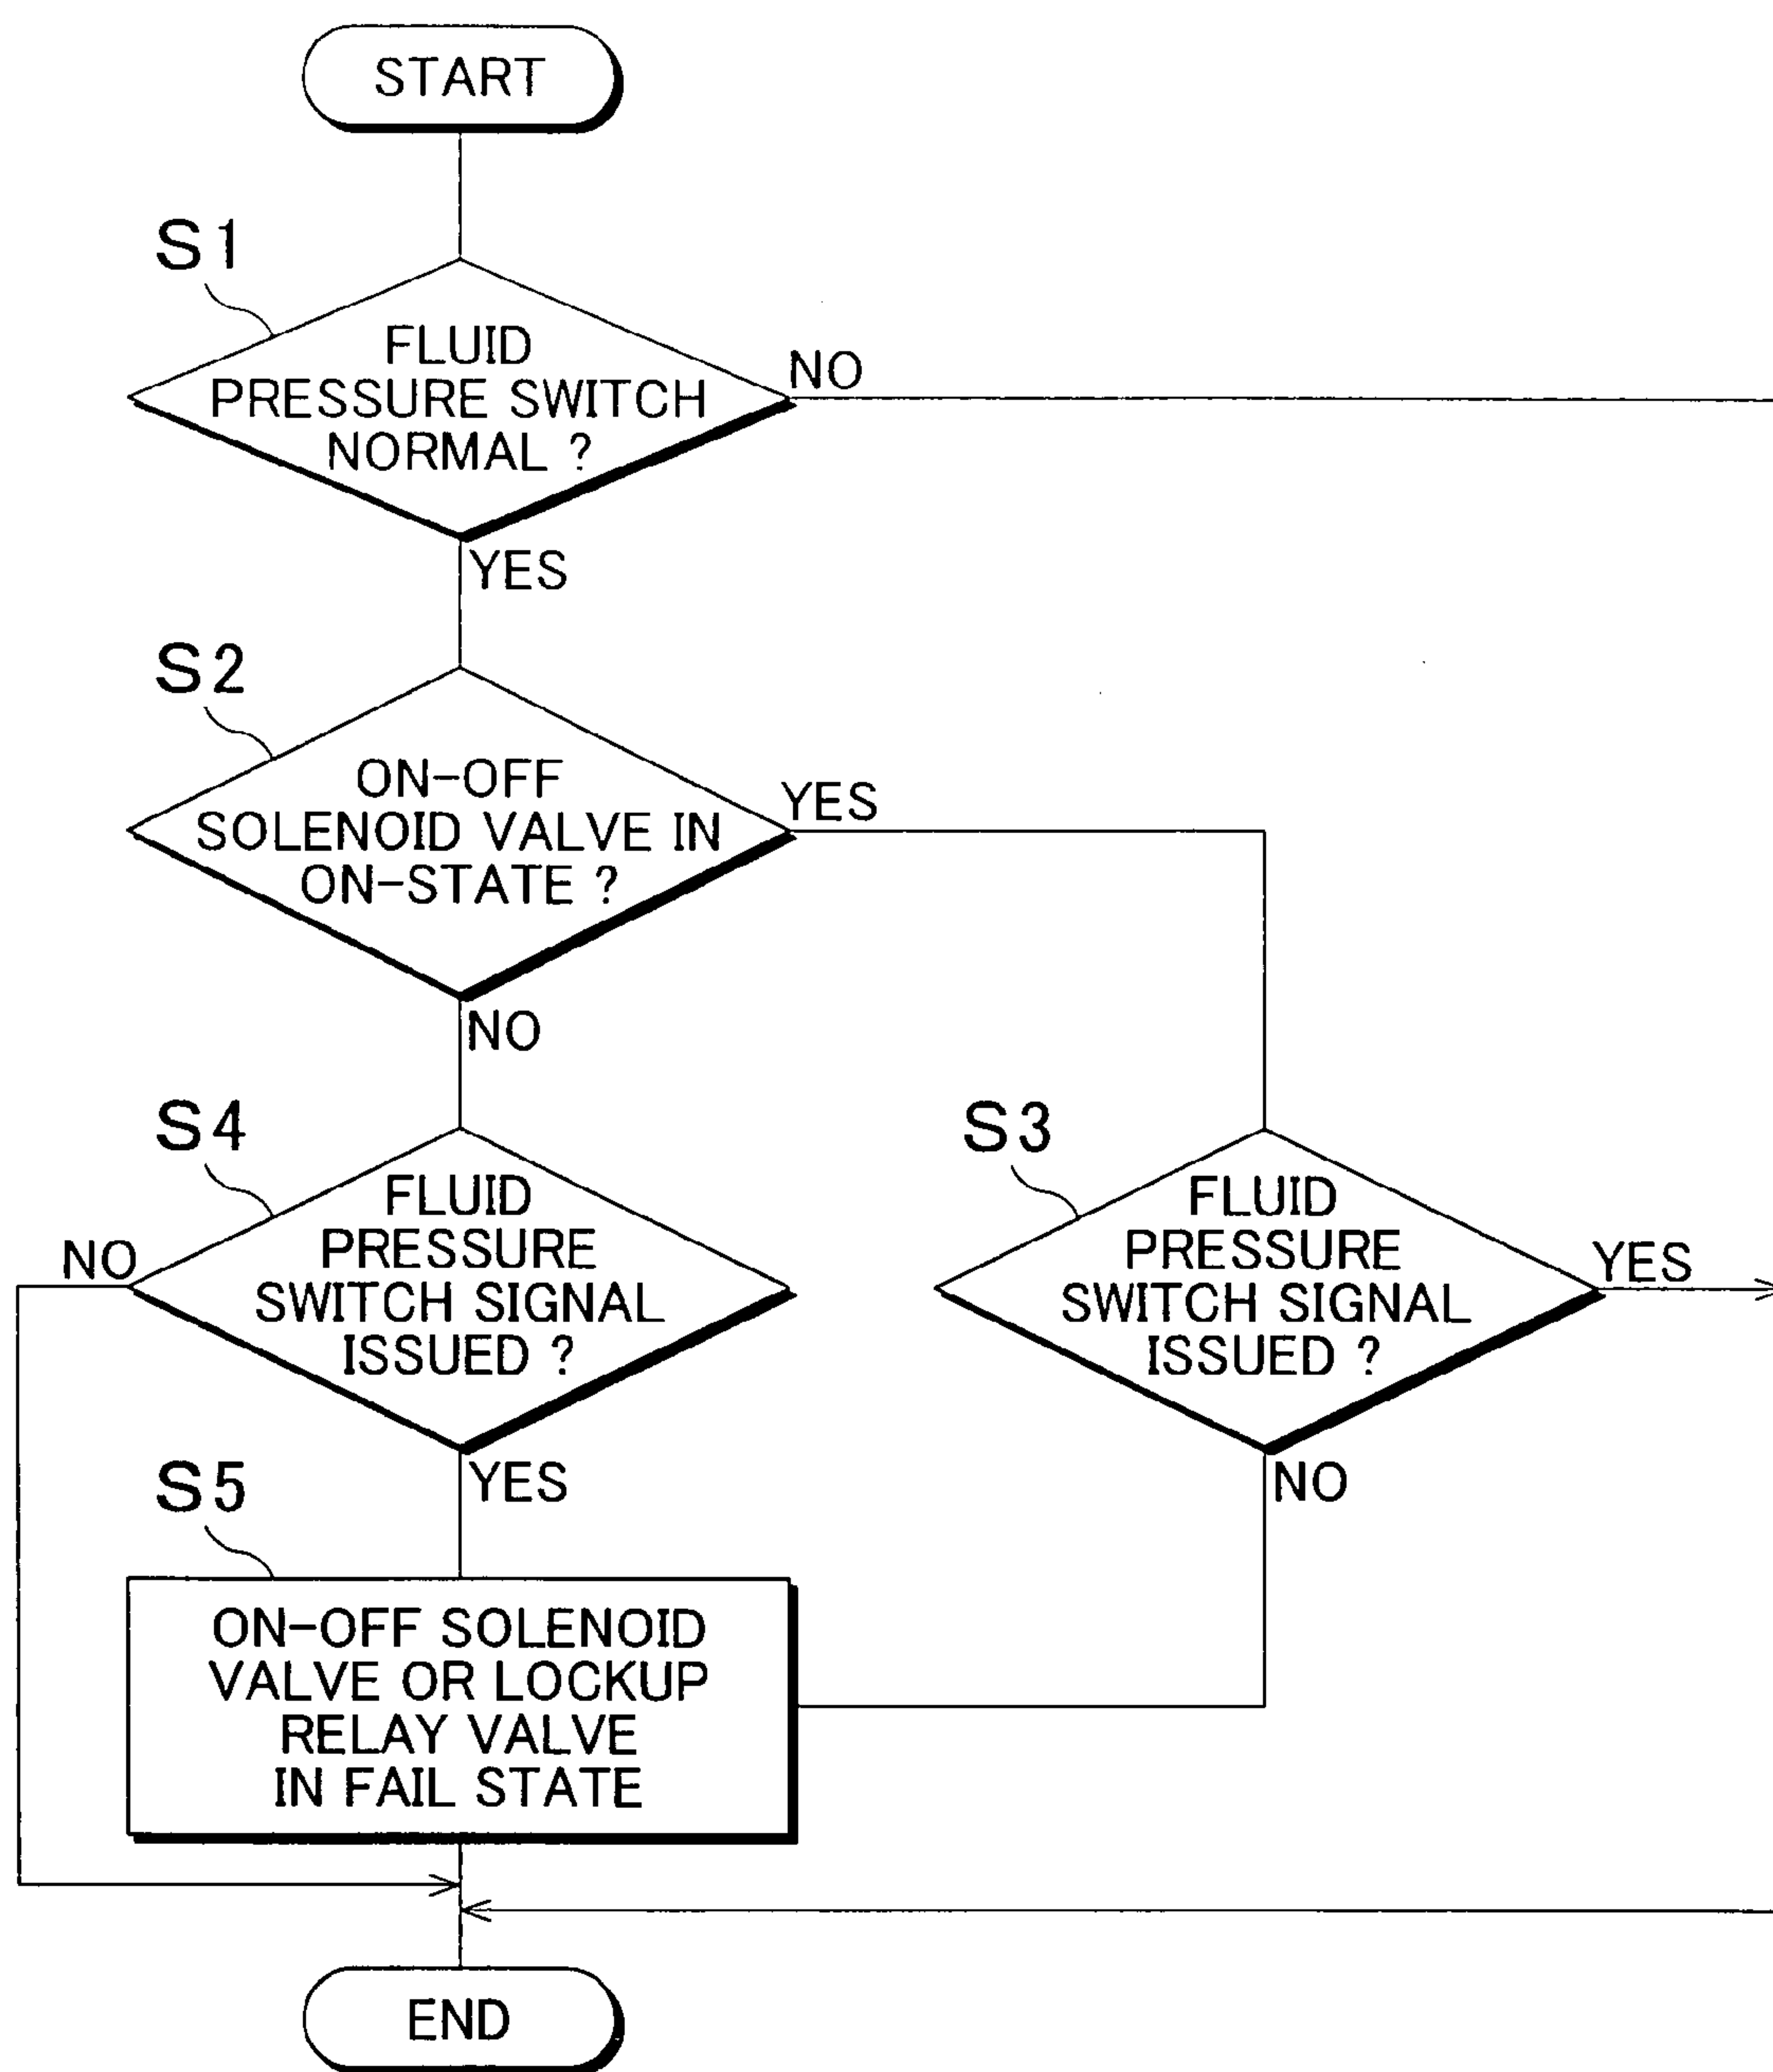 START
S1
FLUID
PRESSURE SWITCH
NORMAL ?
NO
YES
S2
ON-OFF
SOLENOID VALVE IN
ON-STATE ?
YES
NO
S4
FLUID
PRESSURE
SWITCH SIGNAL
ISSUED ?
NO
YES
S3
FLUID
PRESSURE
SWITCH SIGNAL
ISSUED ?
YES
NO
S5
ON-OFF SOLENOID
VALVE OR LOCKUP
RELAY VALVE
IN FAIL STATE
END